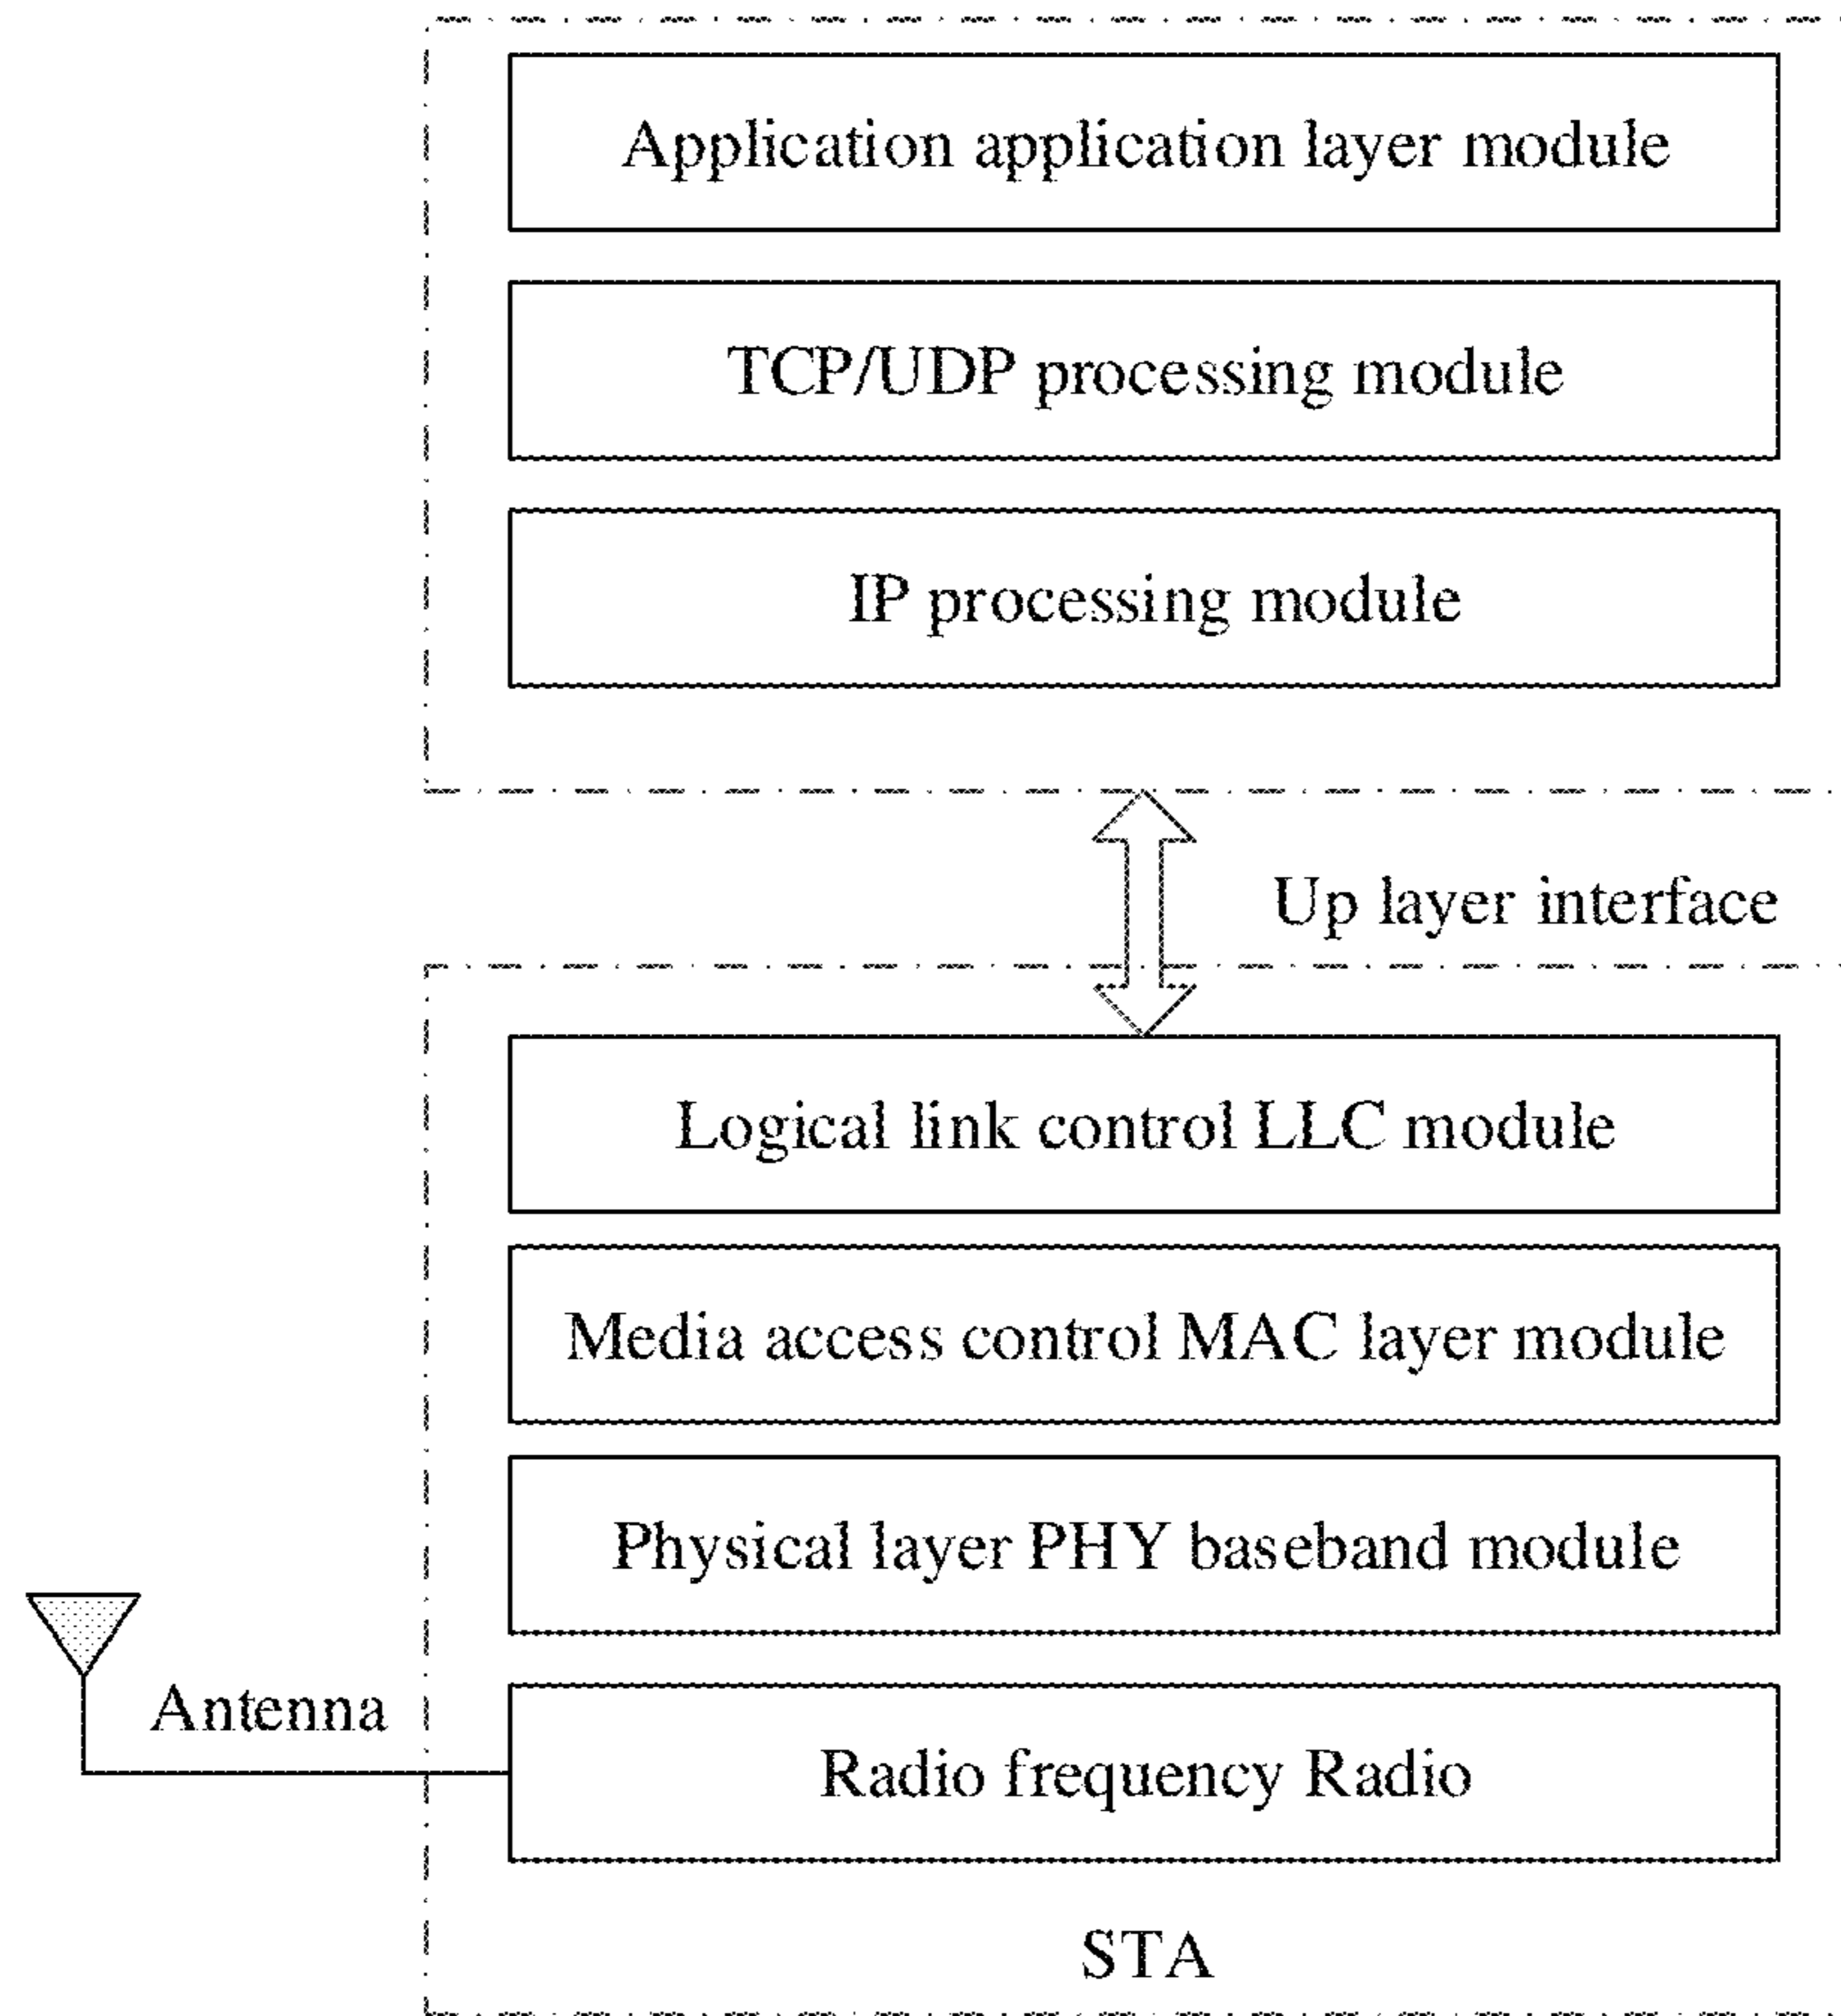 Application application layer module
TCP/UDP processing module
IP processing module
Up layer interface
Logical link control LLC module
Media access control MAC layer module
Physical layer PHY baseband module
Antenna
Radio frequency Radio
STA